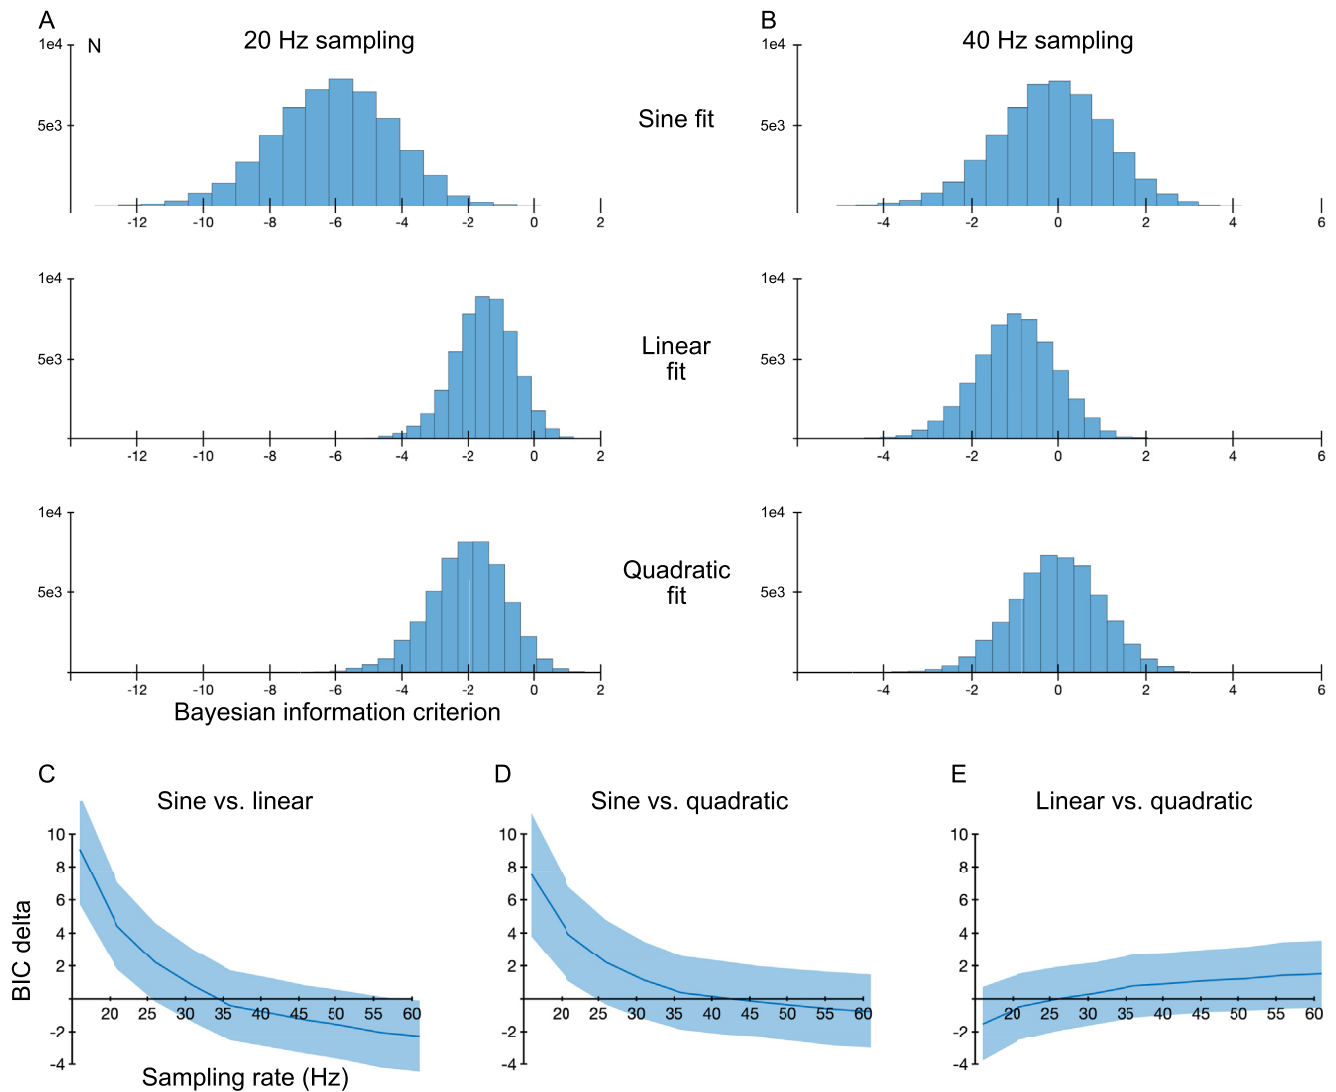 A
B
20 Hz sampling
40 Hz sampling
1e4
N
5e3
-12 -10 -8 -6 -4 -2 0 2
Sine fit
1e4
5e3
-4 -2 0 2 4 6
1e4
5e3
-12 -10 -8 -6 -4 -2 0 2
Linear
fit
1e4
5e3
-4 -2 0 2 4 6
1e4
5e3
-12 -10 -8 -6 -4 -2 0 2
Bayesian information criterion
Quadratic
fit
1e4
5e3
-4 -2 0 2 4 6
C
Sine vs. linear
BIC delta
10
8
6
4
2
-2
-4
20 25 30 35 40 45 50 55 60
Sampling rate (Hz)
D
Sine vs. quadratic
10
8
6
4
2
-2
-4
20 25 30 35 40 45 50 55 60
E
Linear vs. quadratic
10
8
6
4
2
-2
-4
20 25 30 35 40 45 50 55 60